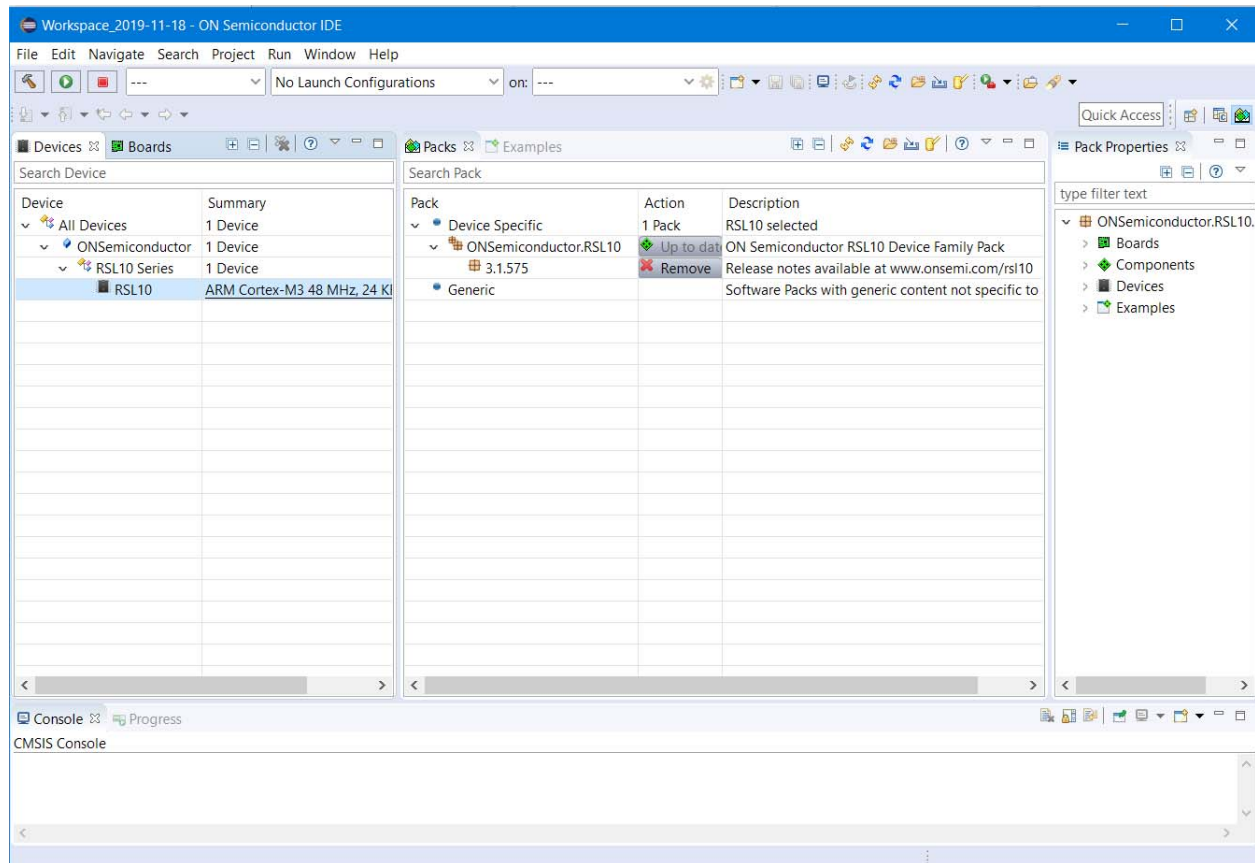 Workspace_2019-11-18 - ON Semiconductor IDE
File Edit Navigate Search Project Run Window Help
--- No Launch Configurations on: ---
Quick Access
Devices Boards
Search Device
Device Summary
All Devices 1 Device
ONSemiconductor 1 Device
RSL10 Series 1 Device
RSL10 ARM Cortex-M3 48 MHz, 24 KI
Packs Examples
Search Pack
Pack Action Description
Device Specific 1 Pack RSL10 selected
ONSemiconductor.RSL10 Up to dat ON Semiconductor RSL10 Device Family Pack
3.1.575 Remove Release notes available at www.onsemi.com/rsl10
Generic Software Packs with generic content not specific to
Pack Properties
type filter text
ONSemiconductor.RSL10.
Boards
Components
Devices
Examples
Console Progress
CMSIS Console